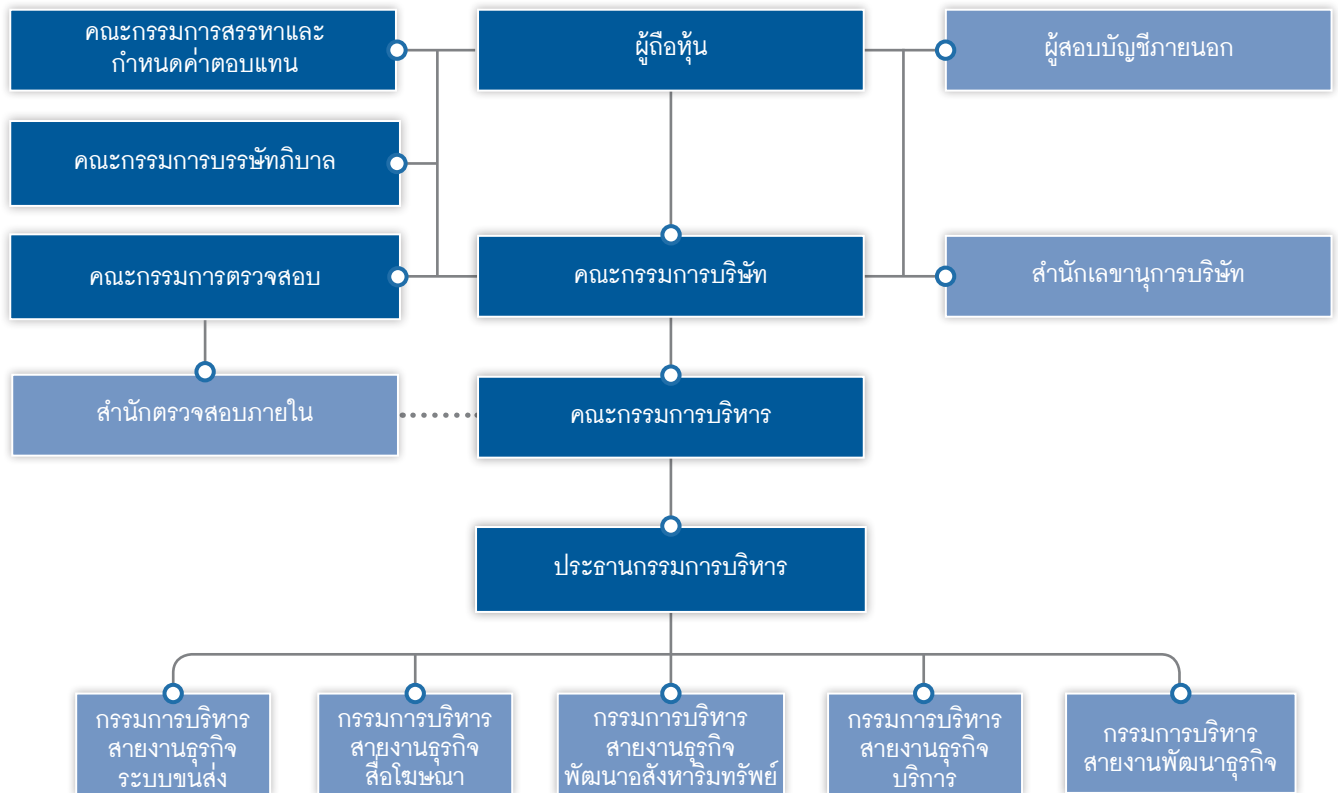 คณะกรรมการสรรหาและ
กำหนดค่าตอบแทน
ผู้ถือหุ้น
ผู้สอบบัญชีภายนอก
คณะกรรมการบรรษัทภิบาล
คณะกรรมการตรวจสอบ
คณะกรรมการบริษัท
สำนักเลขานุการบริษัท
สำนักตรวจสอบภายใน
คณะกรรมการบริหาร
ประธานกรรมการบริหาร
กรรมการบริหาร
สายงานธุรกิจ
ระบบขนส่ง
กรรมการบริหาร
สายงานธุรกิจ
สื่อโฆษณา
กรรมการบริหาร
สายงานธุรกิจ
พัฒนาอสังหาริมทรัพย์
กรรมการบริหาร
สายงานธุรกิจ
บริการ
กรรมการบริหาร
สายงานพัฒนาธุรกิจ